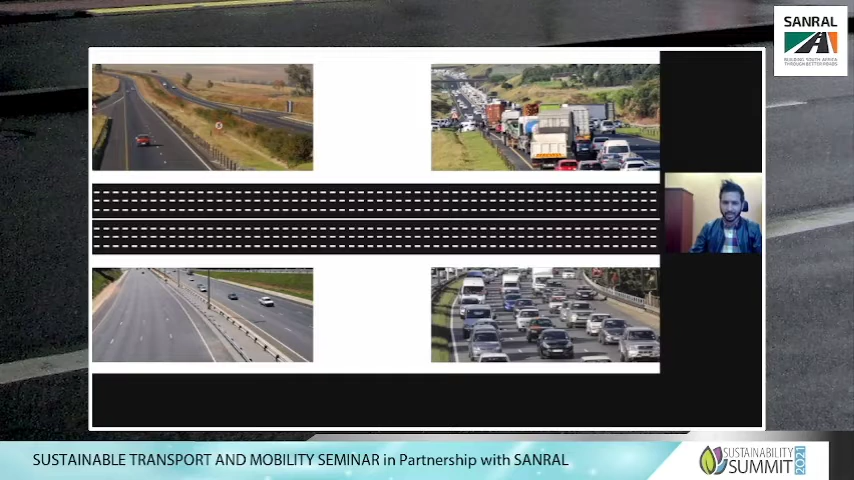 SANRAL
BUILDING SOUTH AFRICA
THROUGH BETTER ROADS
SUSTAINABLE TRANSPORT AND MOBILITY SEMINAR in Partnership with SANRAL
SUSTAINABILITY
SUMMIT 2021